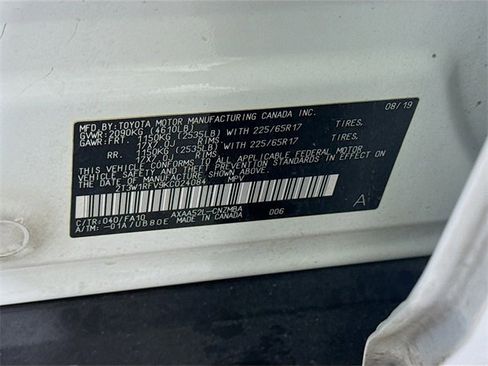 MFD.BY:TOYOTA MOTOR MANUFACTURING CANADA INC. 08/19
GVWR:2090KG (4610LB)
GAWR:FRT. 1150KG (2535LB) WITH 225/65R17 TIRES,
17X7.0J RIMS,
RR. 1150KG (2535LB) WITH 225/65R17 TIRES,
17X7.0J RIMS,
THIS VEHICLE CONFORMS TO ALL APPLICABLE FEDERAL MOTOR
VEHICLE SAFETY, BUMPER, AND THEFT PREVENTION STANDARDS IN EFFECT
ON THE DATE OF MANUFACTURE SHOWN ABOVE.
2T3W1RFV9KC024084 MPV
C/TR:040/FA10 AXAA52L-CNZMBA
A/TM:-01A/UB80E MADE IN CANADA 006 A